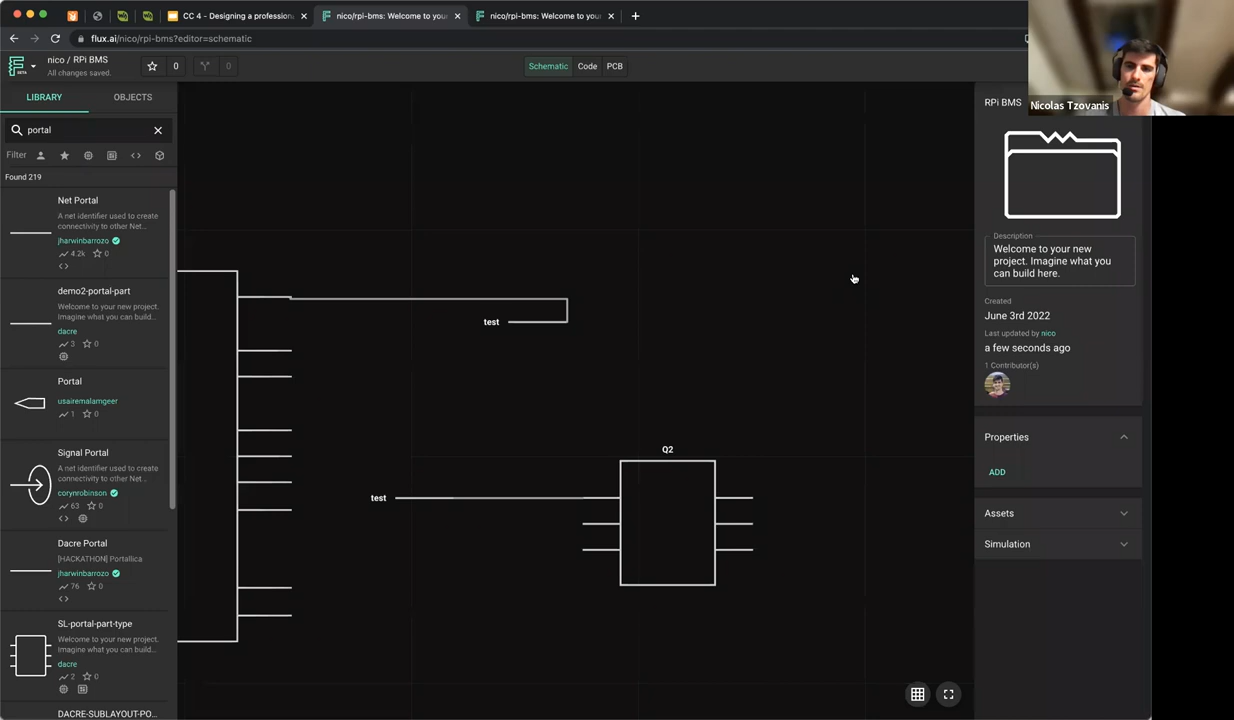 CC 4 - Designing a profession
nico/rpi-bms: Welcome to your
nico/rpi-bms: Welcome to your
flux.ai/nico/rpi-bms?editor=schematic
nico / RPi BMS
All changes saved.
BETA
0
0
Schematic
Code
PCB
Nicolas Tzovanis
LIBRARY
OBJECTS
portal
Filter
Found 219
Net Portal
A net identifier used to create
connectivity to other Net...
jharwinbarrozo
4.2k
0
demo2-portal-part
Welcome to your new project.
Imagine what you can build...
dacre
3
0
Portal
usairemalamgeer
1
0
Signal Portal
A net identifier used to create
connectivity to other Net...
corynrobinson
63
0
Dacre Portal
[HACKATHON] Portallica
jharwinbarrozo
76
0
SL-portal-part-type
Welcome to your new project.
Imagine what you can build...
dacre
2
0
DACRE-SUBLAYOUT-PO...
test
test
Q2
RPi BMS
Description
Welcome to your new
project. Imagine what you
can build here.
Created
June 3rd 2022
Last updated by nico
a few seconds ago
1 Contributor(s)
Properties
ADD
Assets
Simulation